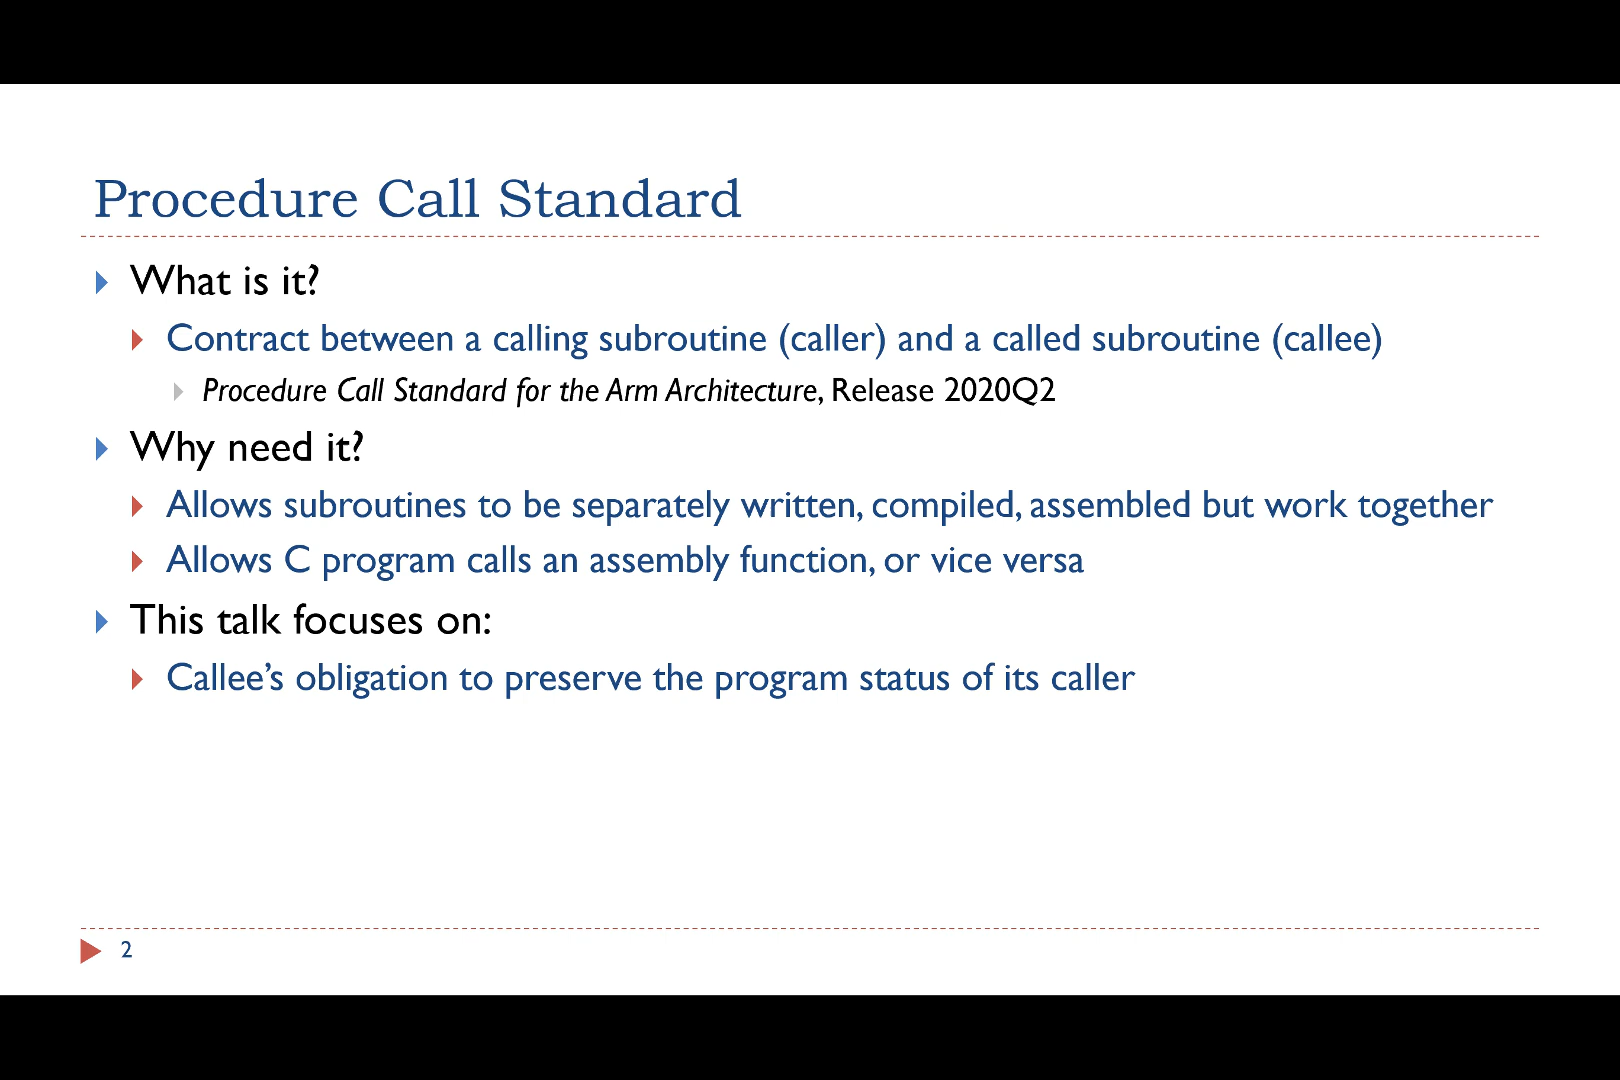 Procedure Call Standard
What is it?
Contract between a calling subroutine (caller) and a called subroutine (callee)
Procedure Call Standard for the Arm Architecture, Release 2020Q2
Why need it?
Allows subroutines to be separately written, compiled, assembled but work together
Allows C program calls an assembly function, or vice versa
This talk focuses on:
Callee’s obligation to preserve the program status of its caller
2